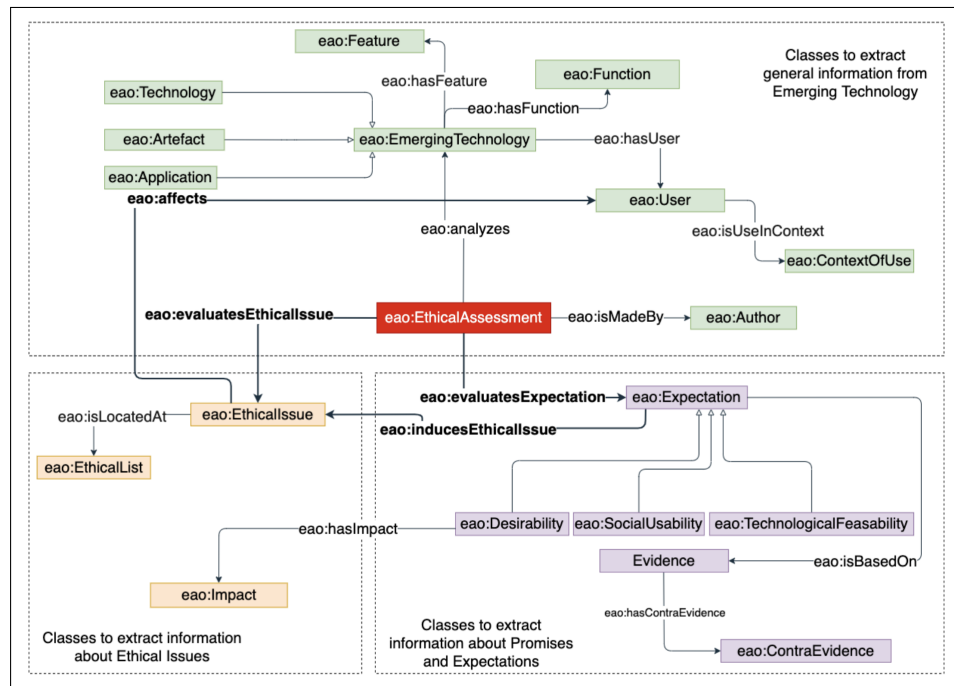 eao:Feature
Classes to extract
general information from
Emerging Technology
eao:hasFeature
eao:Function
eao:Technology
eao:hasFunction
eao:Artefact
eao:EmergingTechnology
eao:hasUser
eao:Application
eao:affects
eao:User
eao:analyzes
eao:isUseInContext
eao:ContextOfUse
eao:evaluatesEthicalIssue
eao:EthicalAssessment
eao:isMadeBy
eao:Author
eao:evaluatesExpectation
eao:Expectation
eao:isLocatedAt
eao:EthicalIssue
eao:inducesEthicalIssue
eao:EthicalList
eao:hasImpact
eao:Desirability
eao:SocialUsability
eao:TechnologicalFeasability
Evidence
eao:isBasedOn
eao:Impact
eao:hasContraEvidence
Classes to extract information
about Ethical Issues
Classes to extract
information about Promises
and Expectations
eao:ContraEvidence